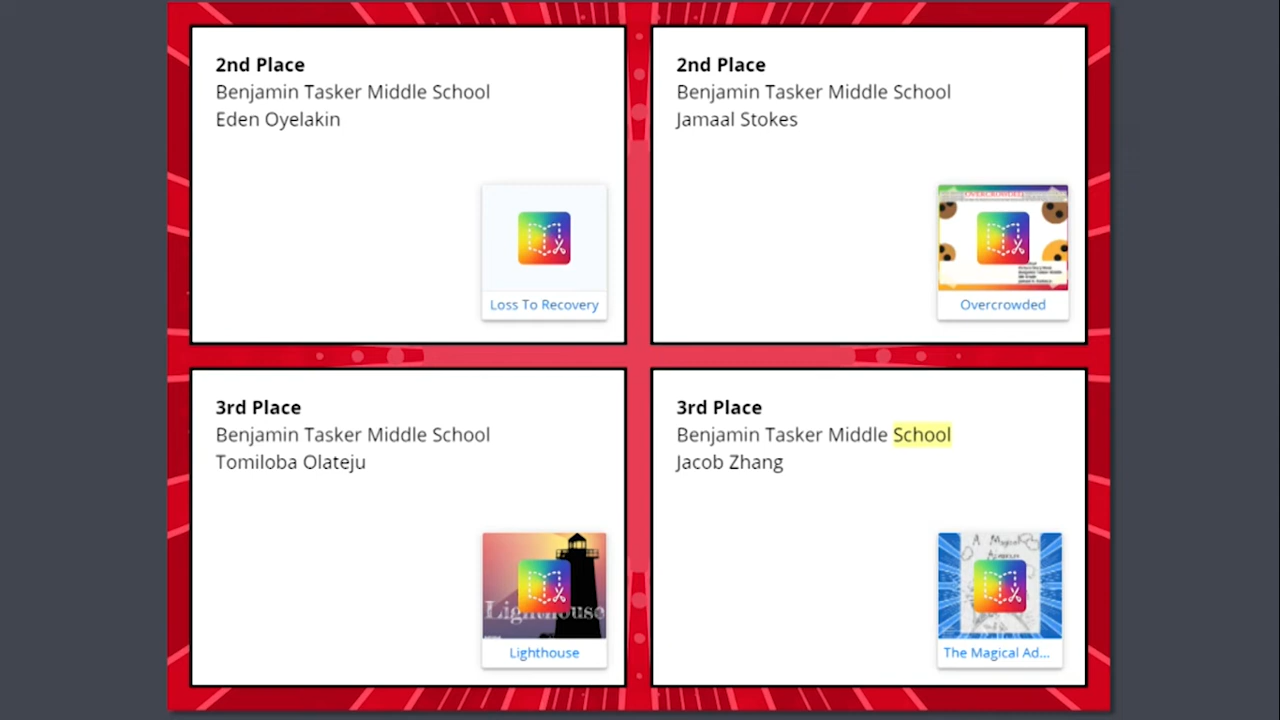 2nd Place
Benjamin Tasker Middle School
Eden Oyelakin
Loss To Recovery
2nd Place
Benjamin Tasker Middle School
Jamaal Stokes
OVERCROWDED
Overcrowded
3rd Place
Benjamin Tasker Middle School
Tomiloba Olateju
Lighthouse
Lighthouse
3rd Place
Benjamin Tasker Middle School
Jacob Zhang
A Magical
The Magical Ad...